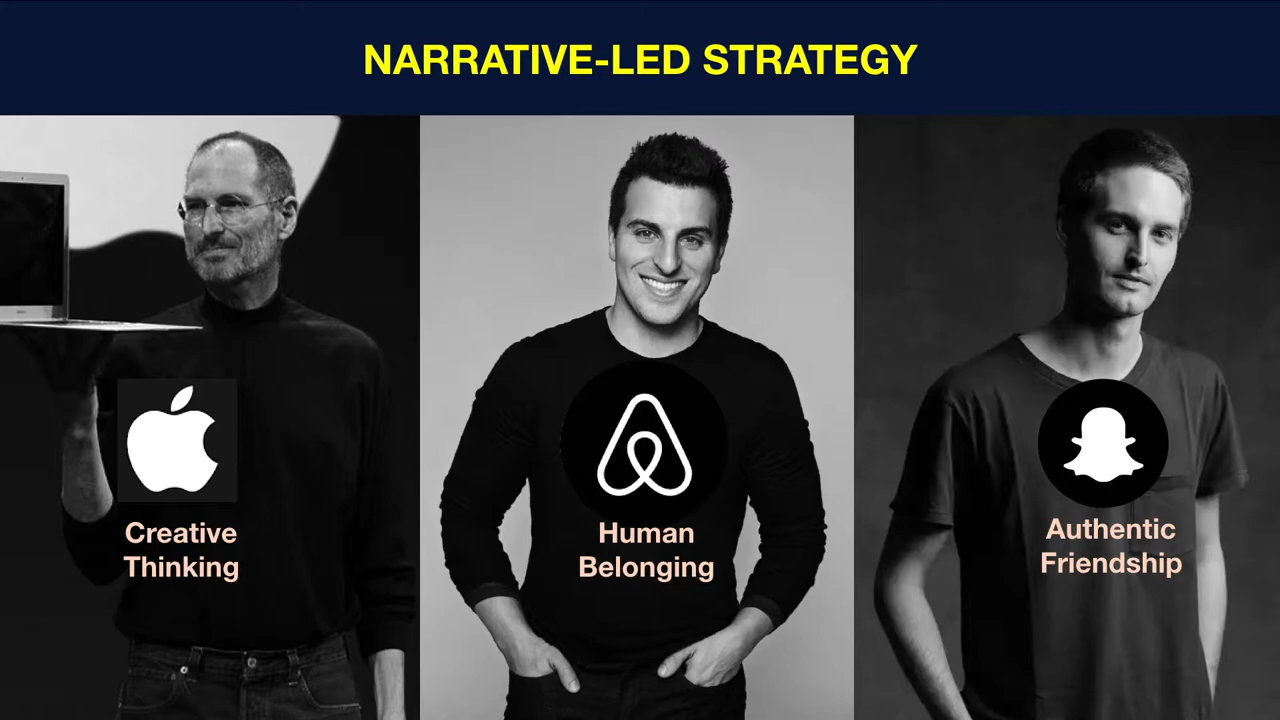 NARRATIVE-LED STRATEGY
Creative
Thinking
Human
Belonging
Authentic
Friendship